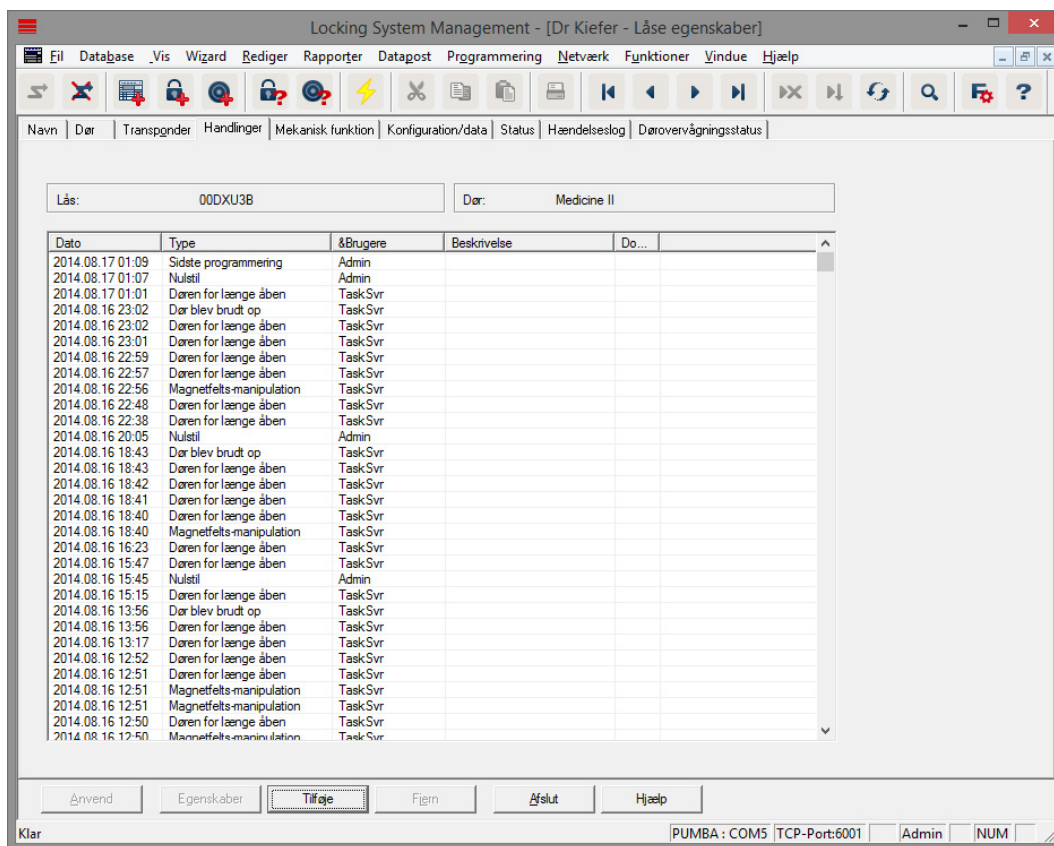 Locking System Management - [Dr Kiefer - Låse egenskaber]
Fil Database Vis Wizard Rediger Rapporter Datapost Programmering Netværk Funktioner Vindue Hjælp
Navn Dør Transponder Handlinger Mekanisk funktion Konfiguration/data Status Hændelseslog Dørovervågningsstatus
Lås: 00DXU3B Dør: Medicine II
Dato Type &Brugere Beskrivelse Do...
2014.08.17 01:09 Sidste programmering Admin
2014.08.17 01:07 Nulstil Admin
2014.08.17 01:01 Døren for længe åben TaskSvr
2014.08.16 23:02 Dør blev brudt op TaskSvr
2014.08.16 23:02 Døren for længe åben TaskSvr
2014.08.16 23:01 Døren for længe åben TaskSvr
2014.08.16 22:59 Døren for længe åben TaskSvr
2014.08.16 22:57 Døren for længe åben TaskSvr
2014.08.16 22:56 Magnetfelts-manipulation TaskSvr
2014.08.16 22:48 Døren for længe åben TaskSvr
2014.08.16 22:38 Døren for længe åben TaskSvr
2014.08.16 20:05 Nulstil Admin
2014.08.16 18:43 Dør blev brudt op TaskSvr
2014.08.16 18:43 Døren for længe åben TaskSvr
2014.08.16 18:42 Døren for længe åben TaskSvr
2014.08.16 18:41 Døren for længe åben TaskSvr
2014.08.16 18:40 Døren for længe åben TaskSvr
2014.08.16 18:40 Magnetfelts-manipulation TaskSvr
2014.08.16 16:23 Døren for længe åben TaskSvr
2014.08.16 15:47 Døren for længe åben TaskSvr
2014.08.16 15:45 Nulstil Admin
2014.08.16 15:15 Døren for længe åben TaskSvr
2014.08.16 13:56 Dør blev brudt op TaskSvr
2014.08.16 13:56 Døren for længe åben TaskSvr
2014.08.16 13:17 Døren for længe åben TaskSvr
2014.08.16 12:52 Døren for længe åben TaskSvr
2014.08.16 12:51 Døren for længe åben TaskSvr
2014.08.16 12:51 Magnetfelts-manipulation TaskSvr
2014.08.16 12:51 Magnetfelts-manipulation TaskSvr
2014.08.16 12:50 Døren for længe åben TaskSvr
2014.08.16 12:50 Magnetfelts-manipulation TaskSvr
Anvend Egenskaber Tilføje Fjern Afslut Hjælp
Klar PUMBA : COM5 TCP-Port:6001 Admin NUM